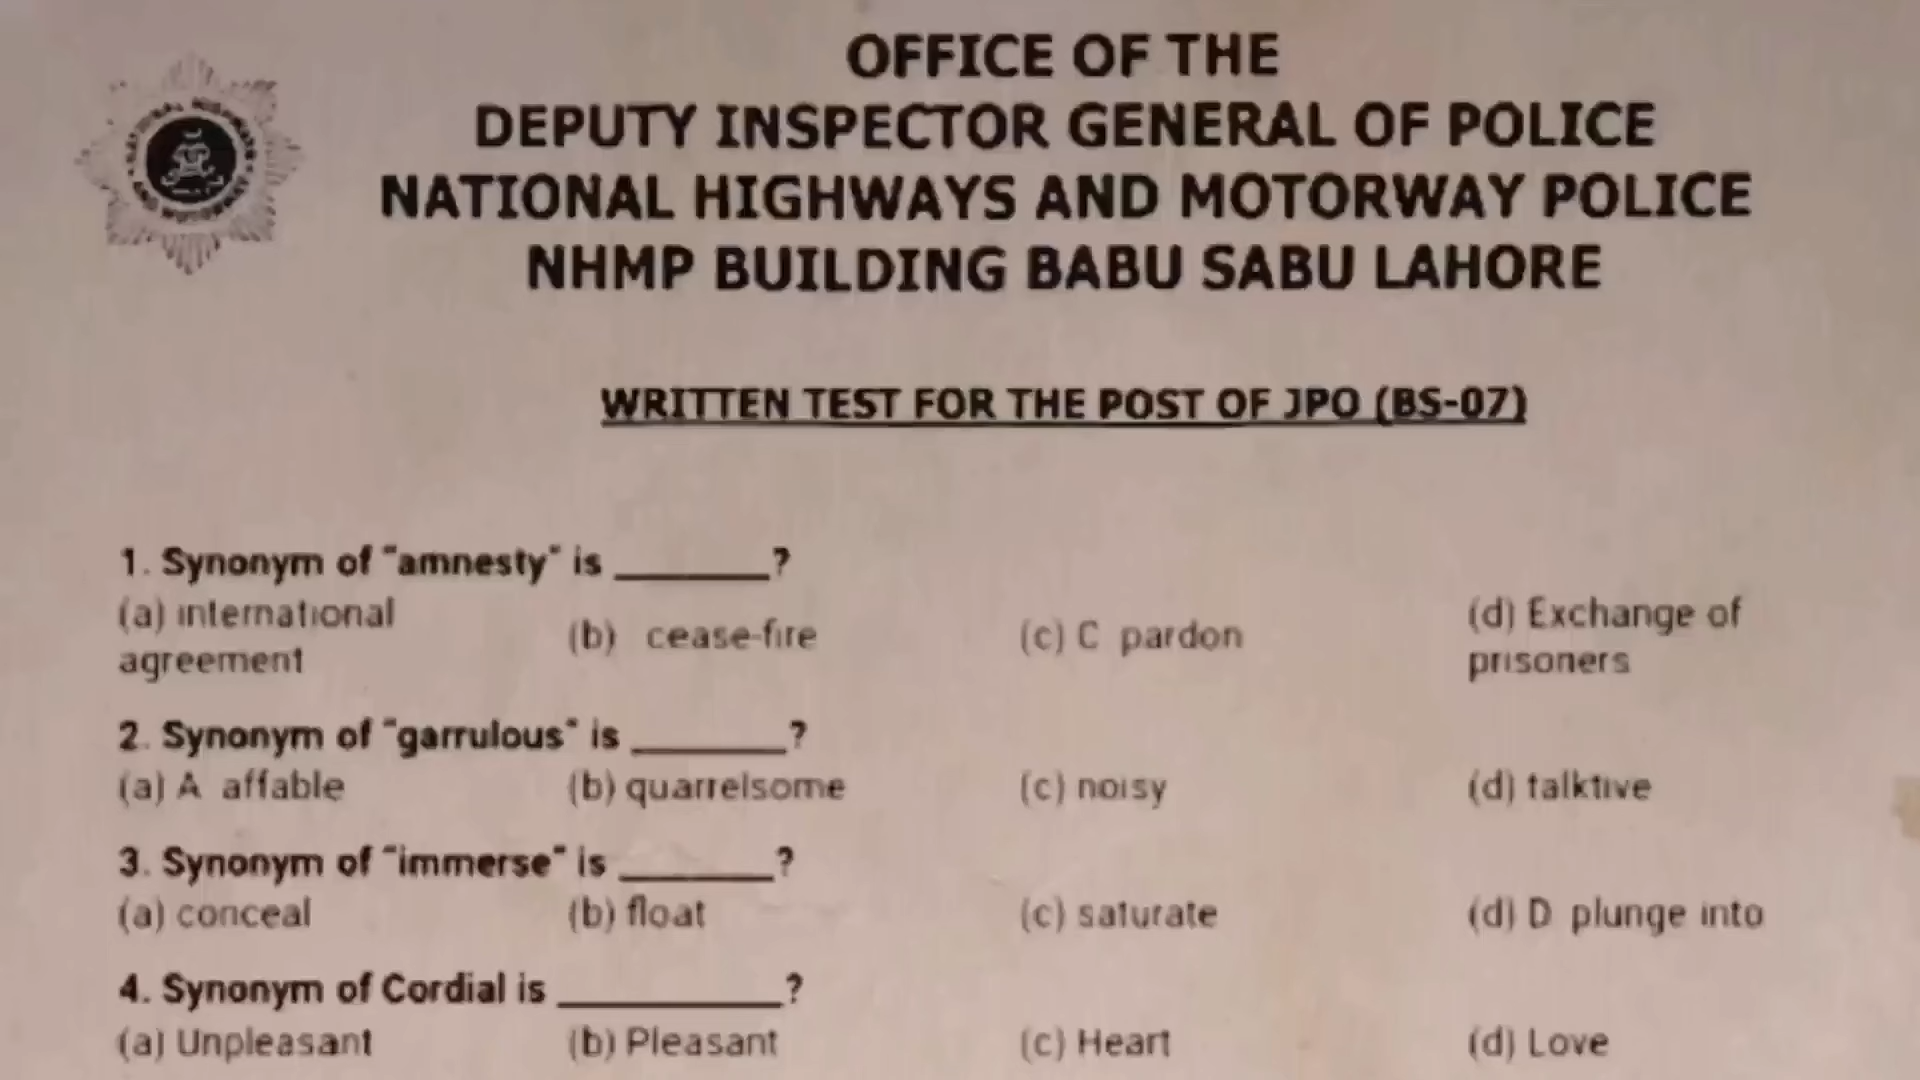 OFFICE OF THE
DEPUTY INSPECTOR GENERAL OF POLICE
NATIONAL HIGHWAYS AND MOTORWAY POLICE
NHMP BUILDING BABU SABU LAHORE
WRITTEN TEST FOR THE POST OF JPO (BS-07)
1. Synonym of "amnesty" is ________?
(a) international agreement (b) cease-fire (c) C pardon (d) Exchange of prisoners
2. Synonym of "garrulous" is ________?
(a) A affable (b) quarrelsome (c) noisy (d) talktive
3. Synonym of "immerse" is ________?
(a) conceal (b) float (c) saturate (d) D plunge into
4. Synonym of Cordial is ____________?
(a) Unpleasant (b) Pleasant (c) Heart (d) Love